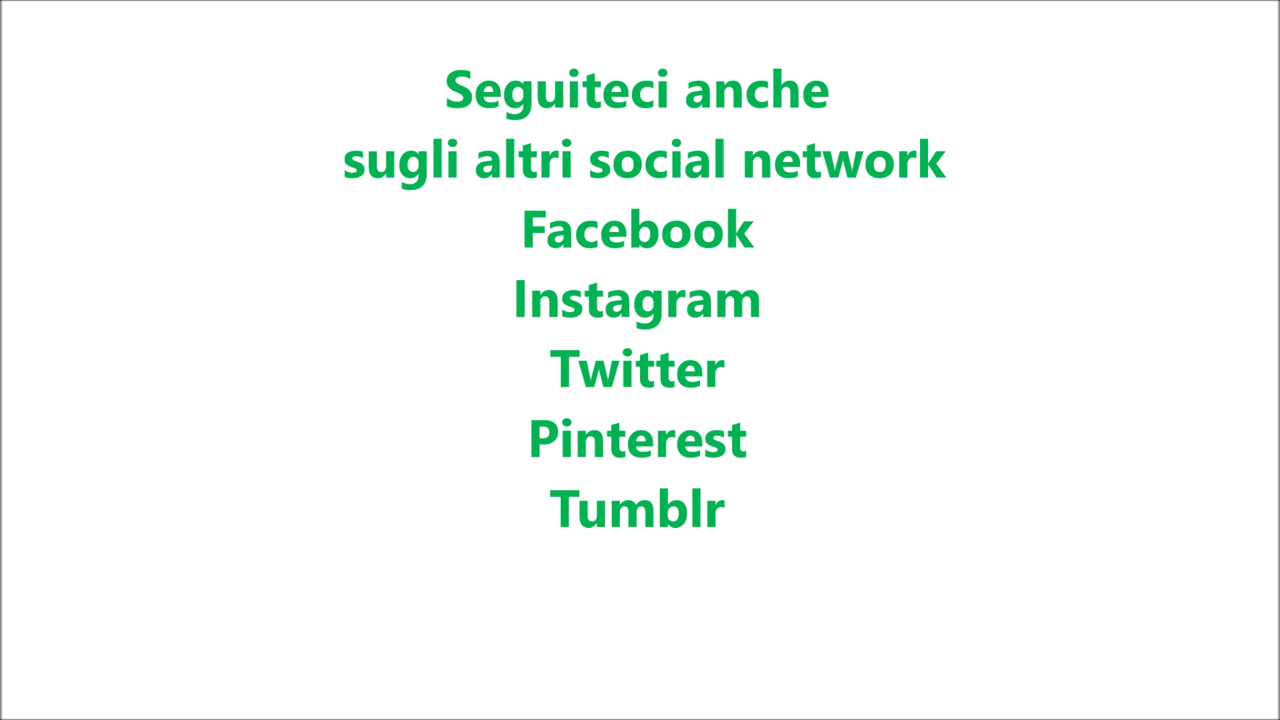 Seguiteci anche
sugli altri social network
Facebook
Instagram
Twitter
Pinterest
Tumblr